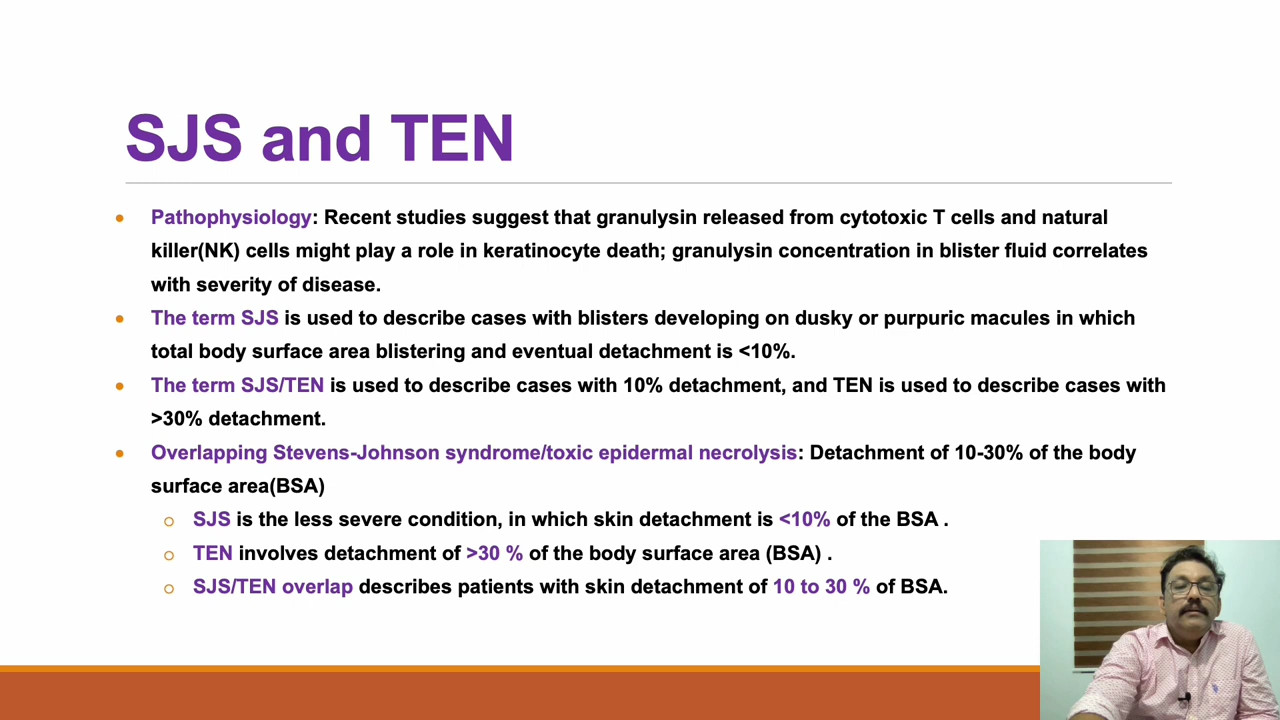 SJS and TEN
Pathophysiology: Recent studies suggest that granulysin released from cytotoxic T cells and natural
killer(NK) cells might play a role in keratinocyte death; granulysin concentration in blister fluid correlates
with severity of disease.
The term SJS is used to describe cases with blisters developing on dusky or purpuric macules in which
total body surface area blistering and eventual detachment is <10%.
The term SJS/TEN is used to describe cases with 10% detachment, and TEN is used to describe cases with
>30% detachment.
Overlapping Stevens-Johnson syndrome/toxic epidermal necrolysis: Detachment of 10-30% of the body
surface area(BSA)
SJS is the less severe condition, in which skin detachment is <10% of the BSA .
TEN involves detachment of >30 % of the body surface area (BSA) .
SJS/TEN overlap describes patients with skin detachment of 10 to 30 % of BSA.